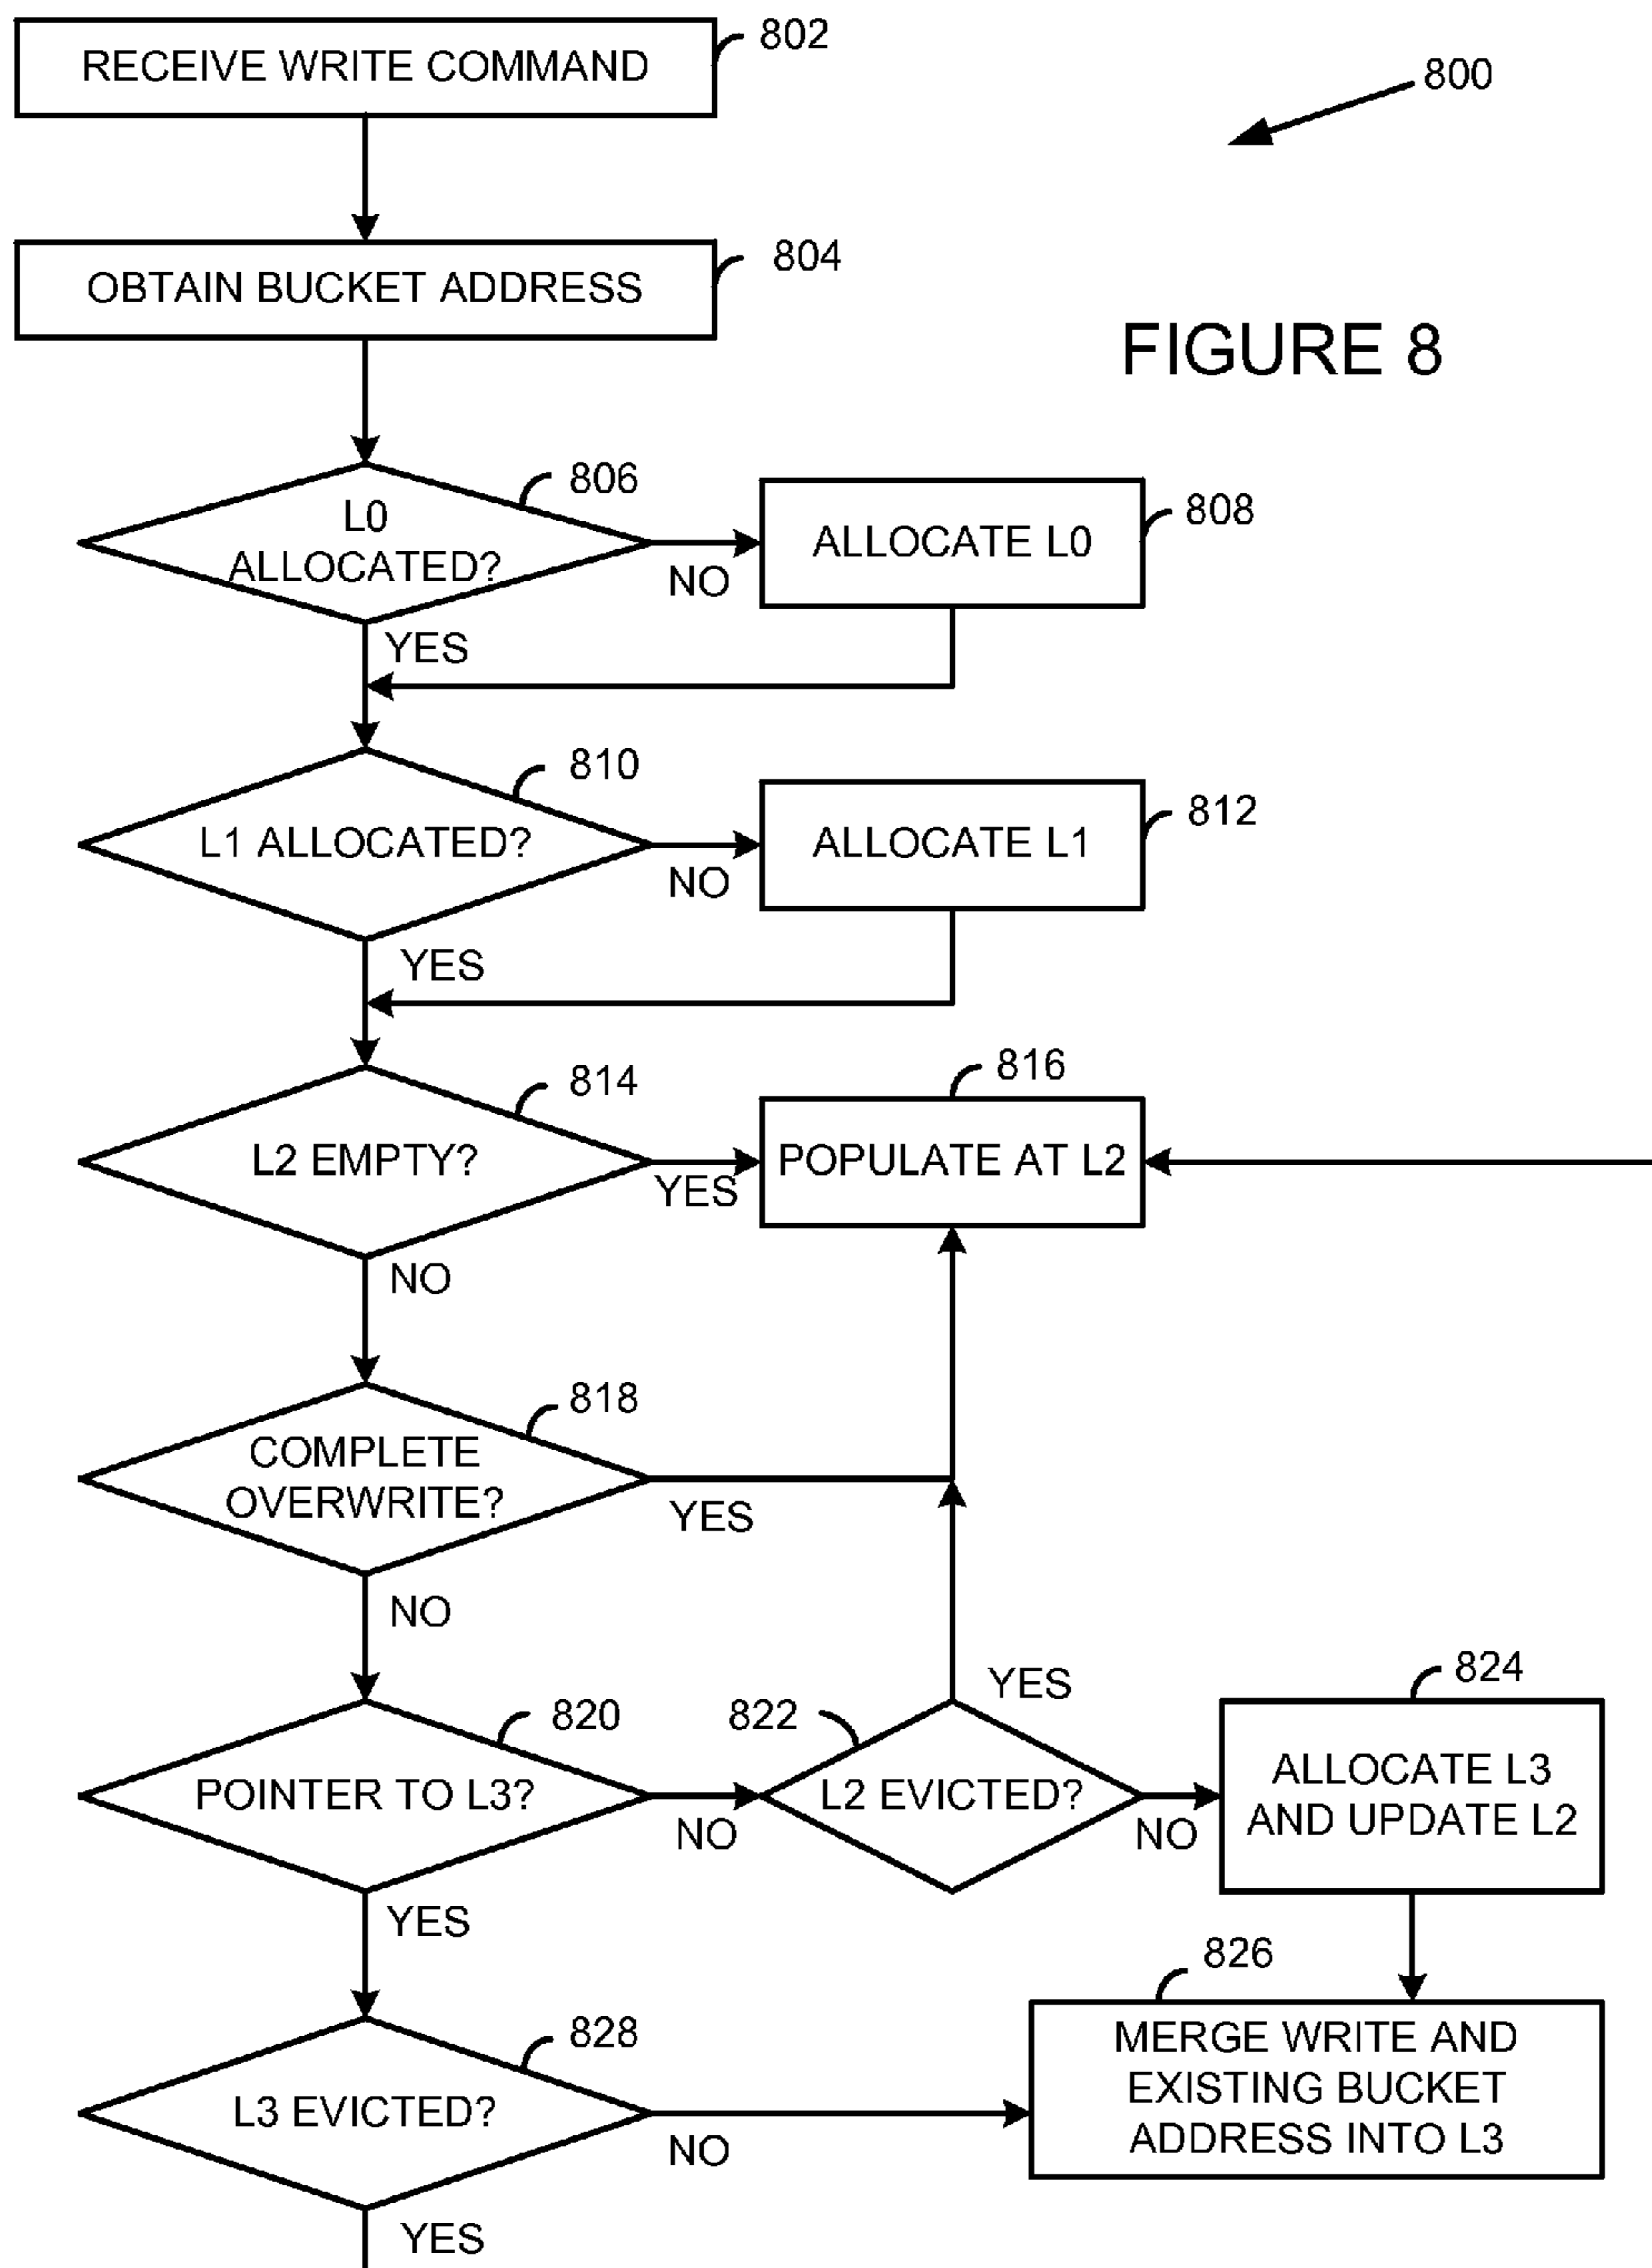 RECEIVE WRITE COMMAND
802
800
OBTAIN BUCKET ADDRESS
804
FIGURE 8
L0
ALLOCATED?
806
NO
ALLOCATE L0
808
YES
L1 ALLOCATED?
810
NO
ALLOCATE L1
812
YES
L2 EMPTY?
814
YES
POPULATE AT L2
816
NO
COMPLETE
OVERWRITE?
818
YES
NO
POINTER TO L3?
820
NO
822
L2 EVICTED?
YES
NO
824
ALLOCATE L3
AND UPDATE L2
YES
826
MERGE WRITE AND
EXISTING BUCKET
ADDRESS INTO L3
L3 EVICTED?
828
NO
YES